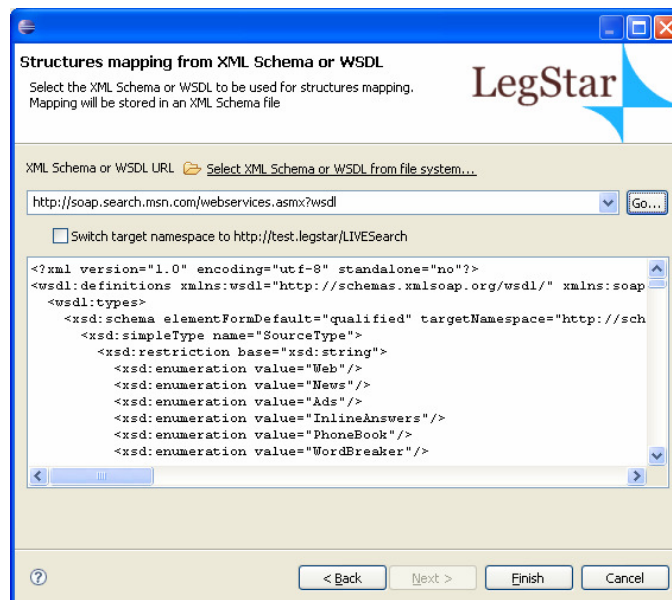 Structures mapping from XML Schema or WSDL
Select the XML Schema or WSDL to be used for structures mapping.
Mapping will be stored in an XML Schema file
LegStar
XML Schema or WSDL URL Select XML Schema or WSDL from file system...
http://soap.search.msn.com/webservices.asmx?wsdl
Go...
Switch target namespace to http://test.legstar/LIVESearch
<?xml version="1.0" encoding="utf-8" standalone="no"?>
<wsdl:definitions xmlns:wsdl="http://schemas.xmlsoap.org/wsdl/" xmlns:soap
<wsdl:types>
<xsd:schema elementFormDefault="qualified" targetNamespace="http://sch
<xsd:simpleType name="SourceType">
<xsd:restriction base="xsd:string">
<xsd:enumeration value="Web"/>
<xsd:enumeration value="News"/>
<xsd:enumeration value="Ads"/>
<xsd:enumeration value="InlineAnswers"/>
<xsd:enumeration value="PhoneBook"/>
<xsd:enumeration value="WordBreaker"/>
?
< Back
Next >
Finish
Cancel